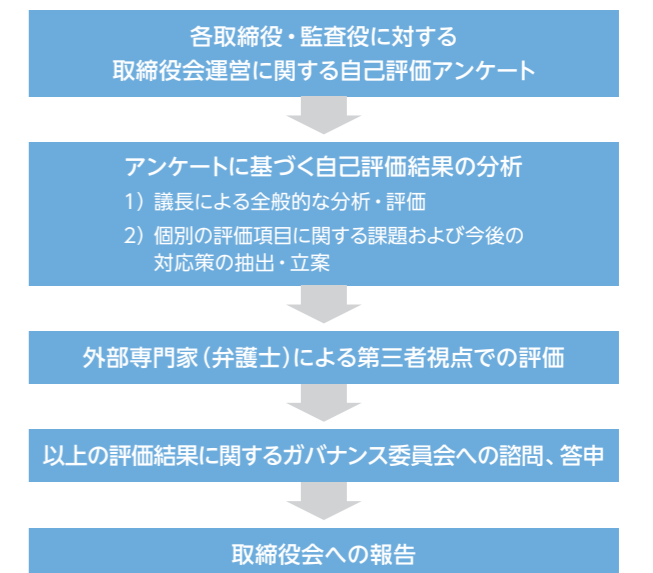 各取締役・監査役に対する
取締役会運営に関する自己評価アンケート
アンケートに基づく自己評価結果の分析
1）議長による全般的な分析・評価
2）個別の評価項目に関する課題および今後の
対応策の抽出・立案
外部専門家（弁護士）による第三者視点での評価
以上の評価結果に関するガバナンス委員会への諮問、答申
取締役会への報告